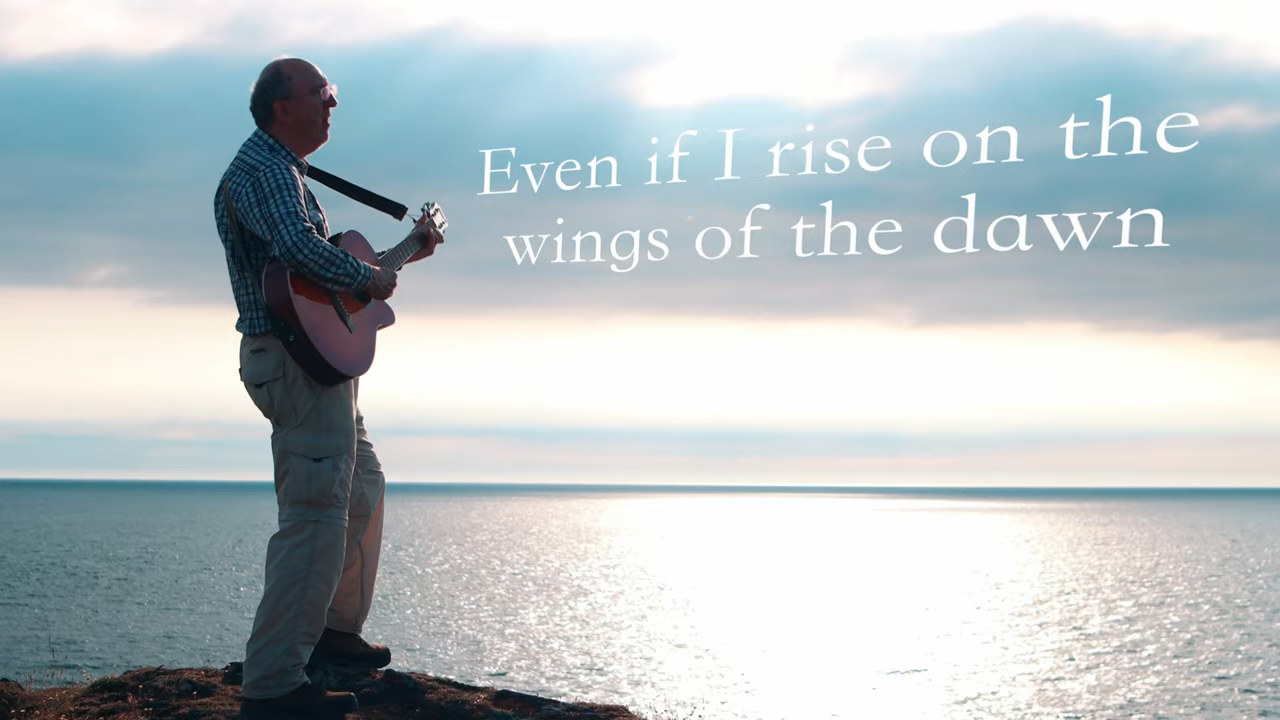 Even if I rise on the
wings of the dawn